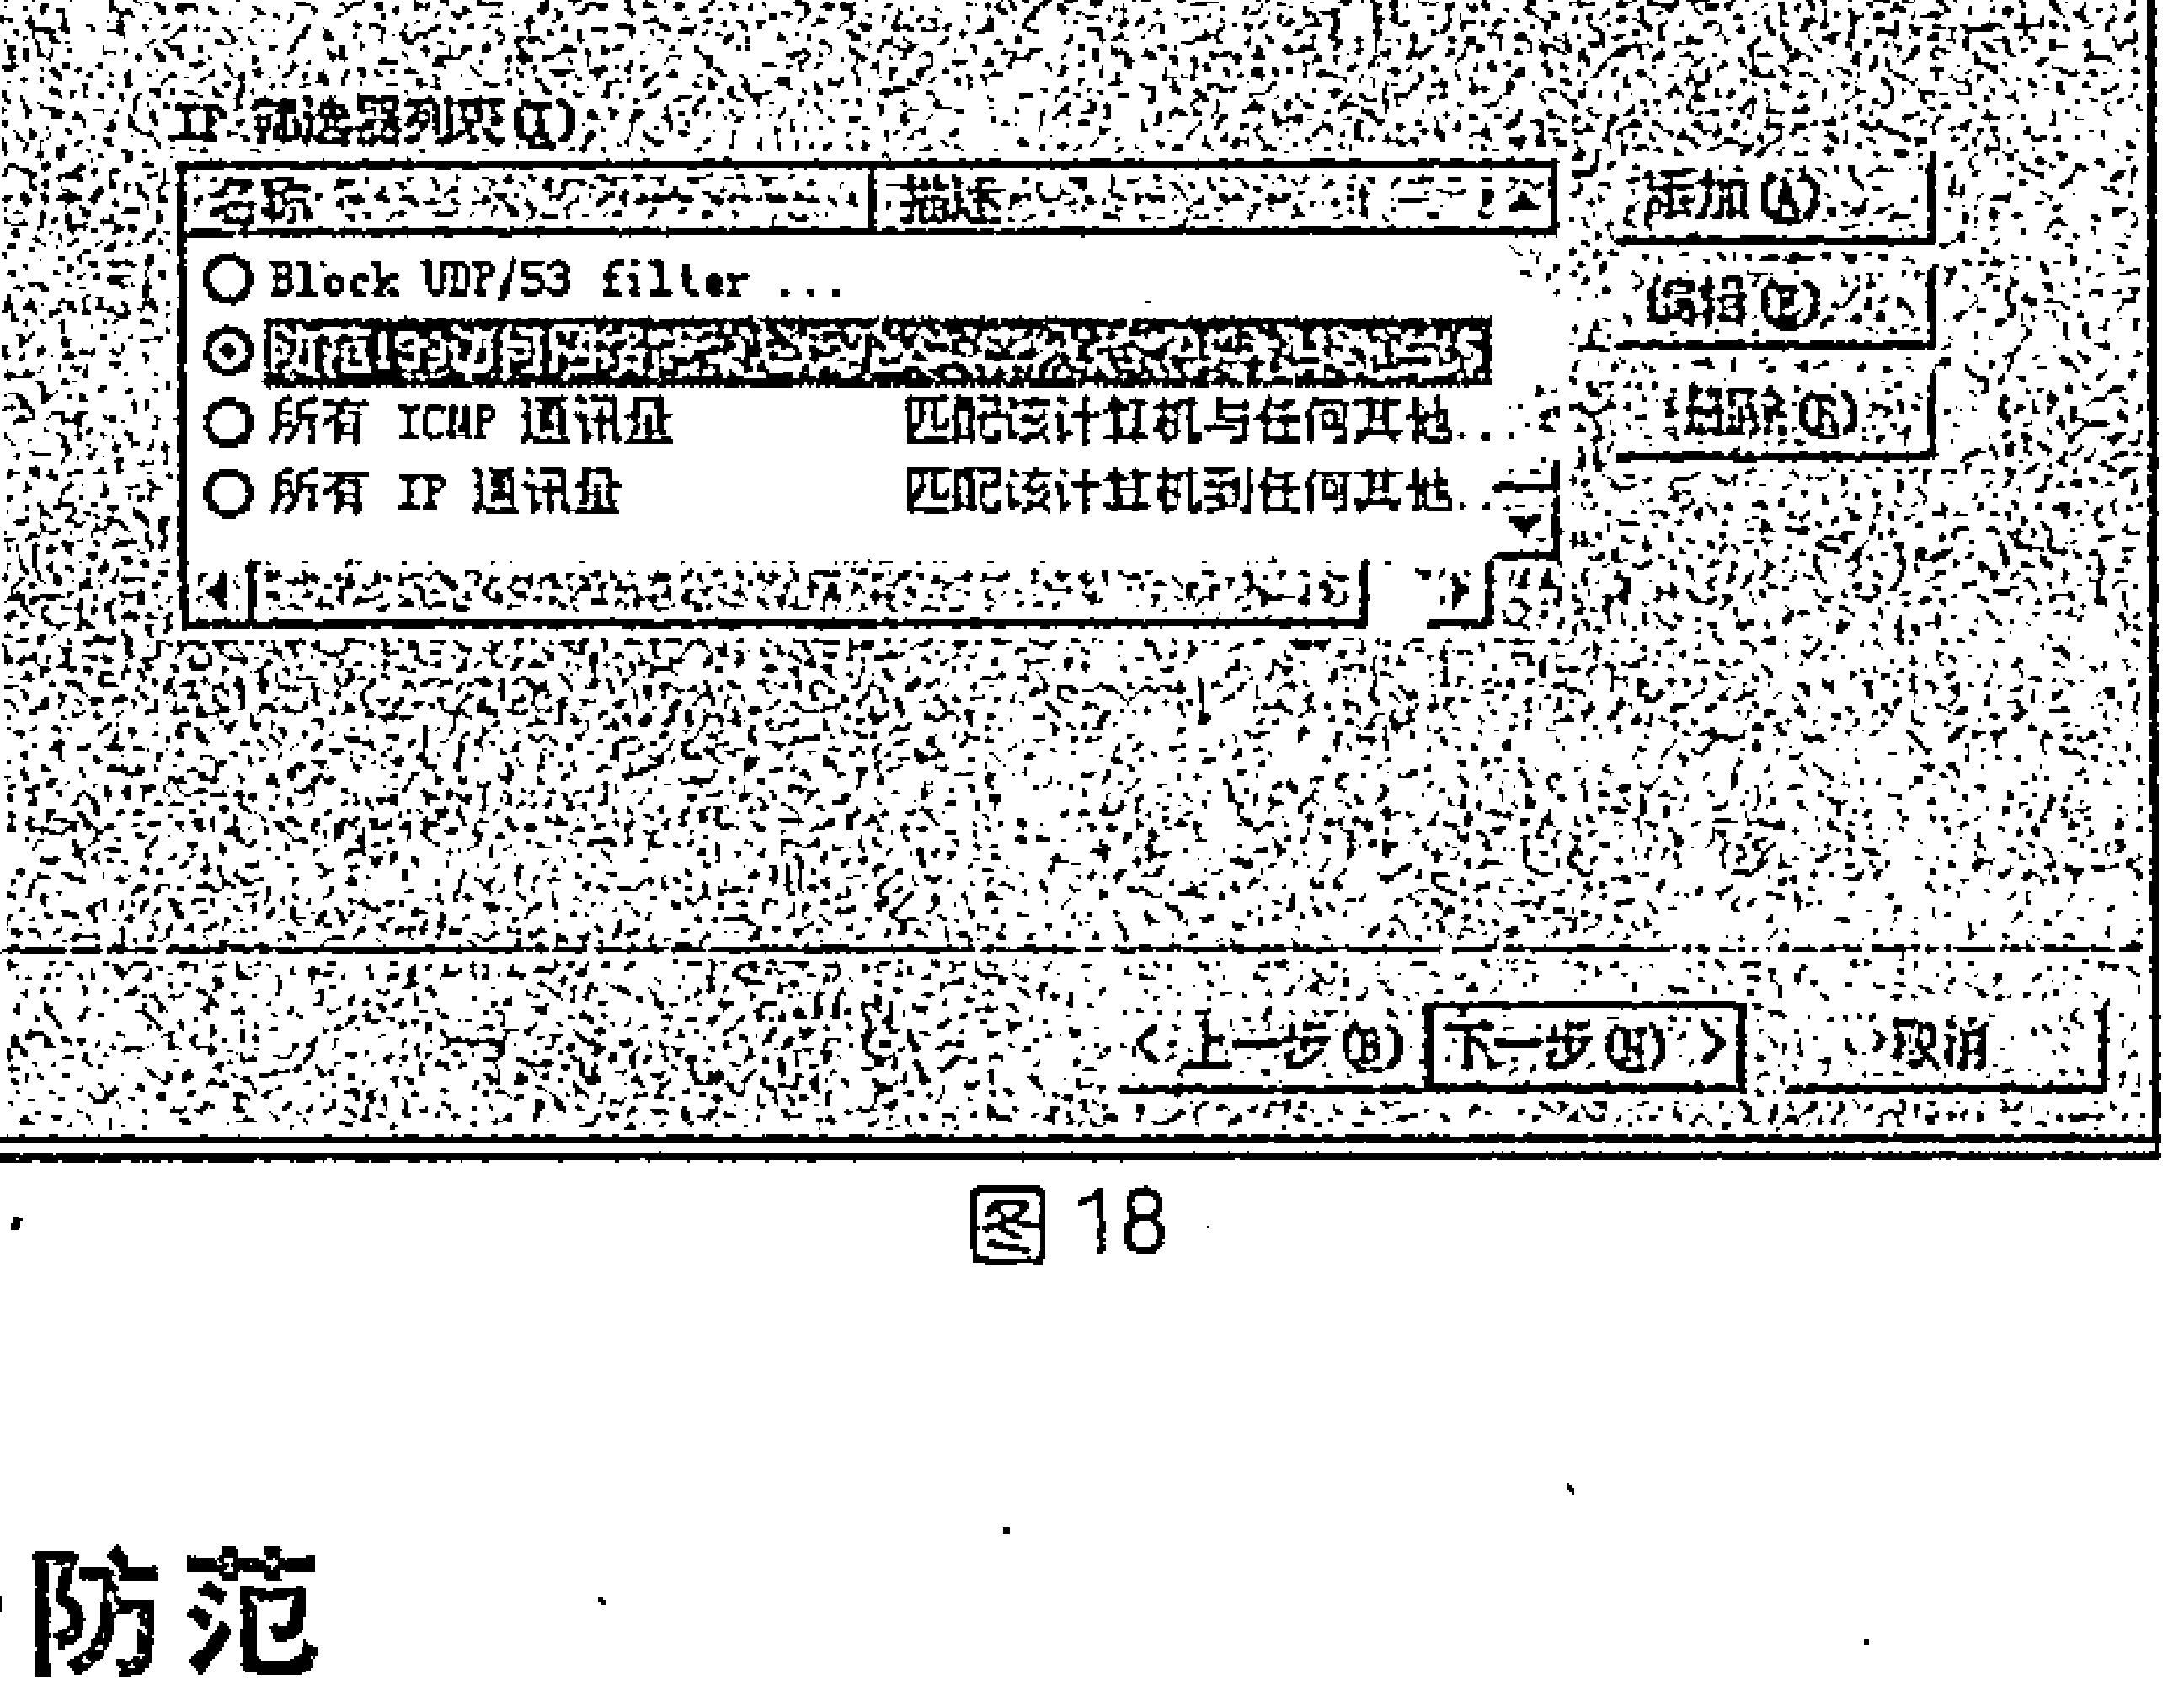 IP 筛选器列表(I)
名称 描述
Block UDP/53 filter ...
所有 ICMP 通讯量 匹配该计算机与任何其他...
所有 IP 通讯量 匹配该计算机到任何其他...
添加(A)
编辑(E)
删除(R)
< 上一步(B) 下一步(N) > 取消
图 18
防范